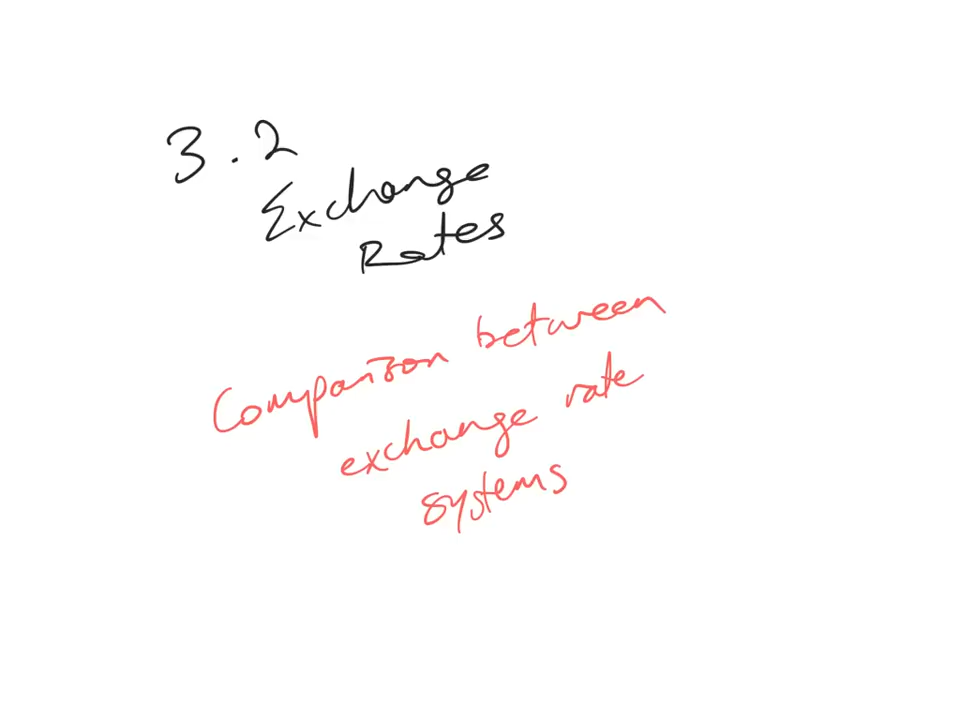 3.2
Exchange
Rates
Comparison between
exchange rate
systems